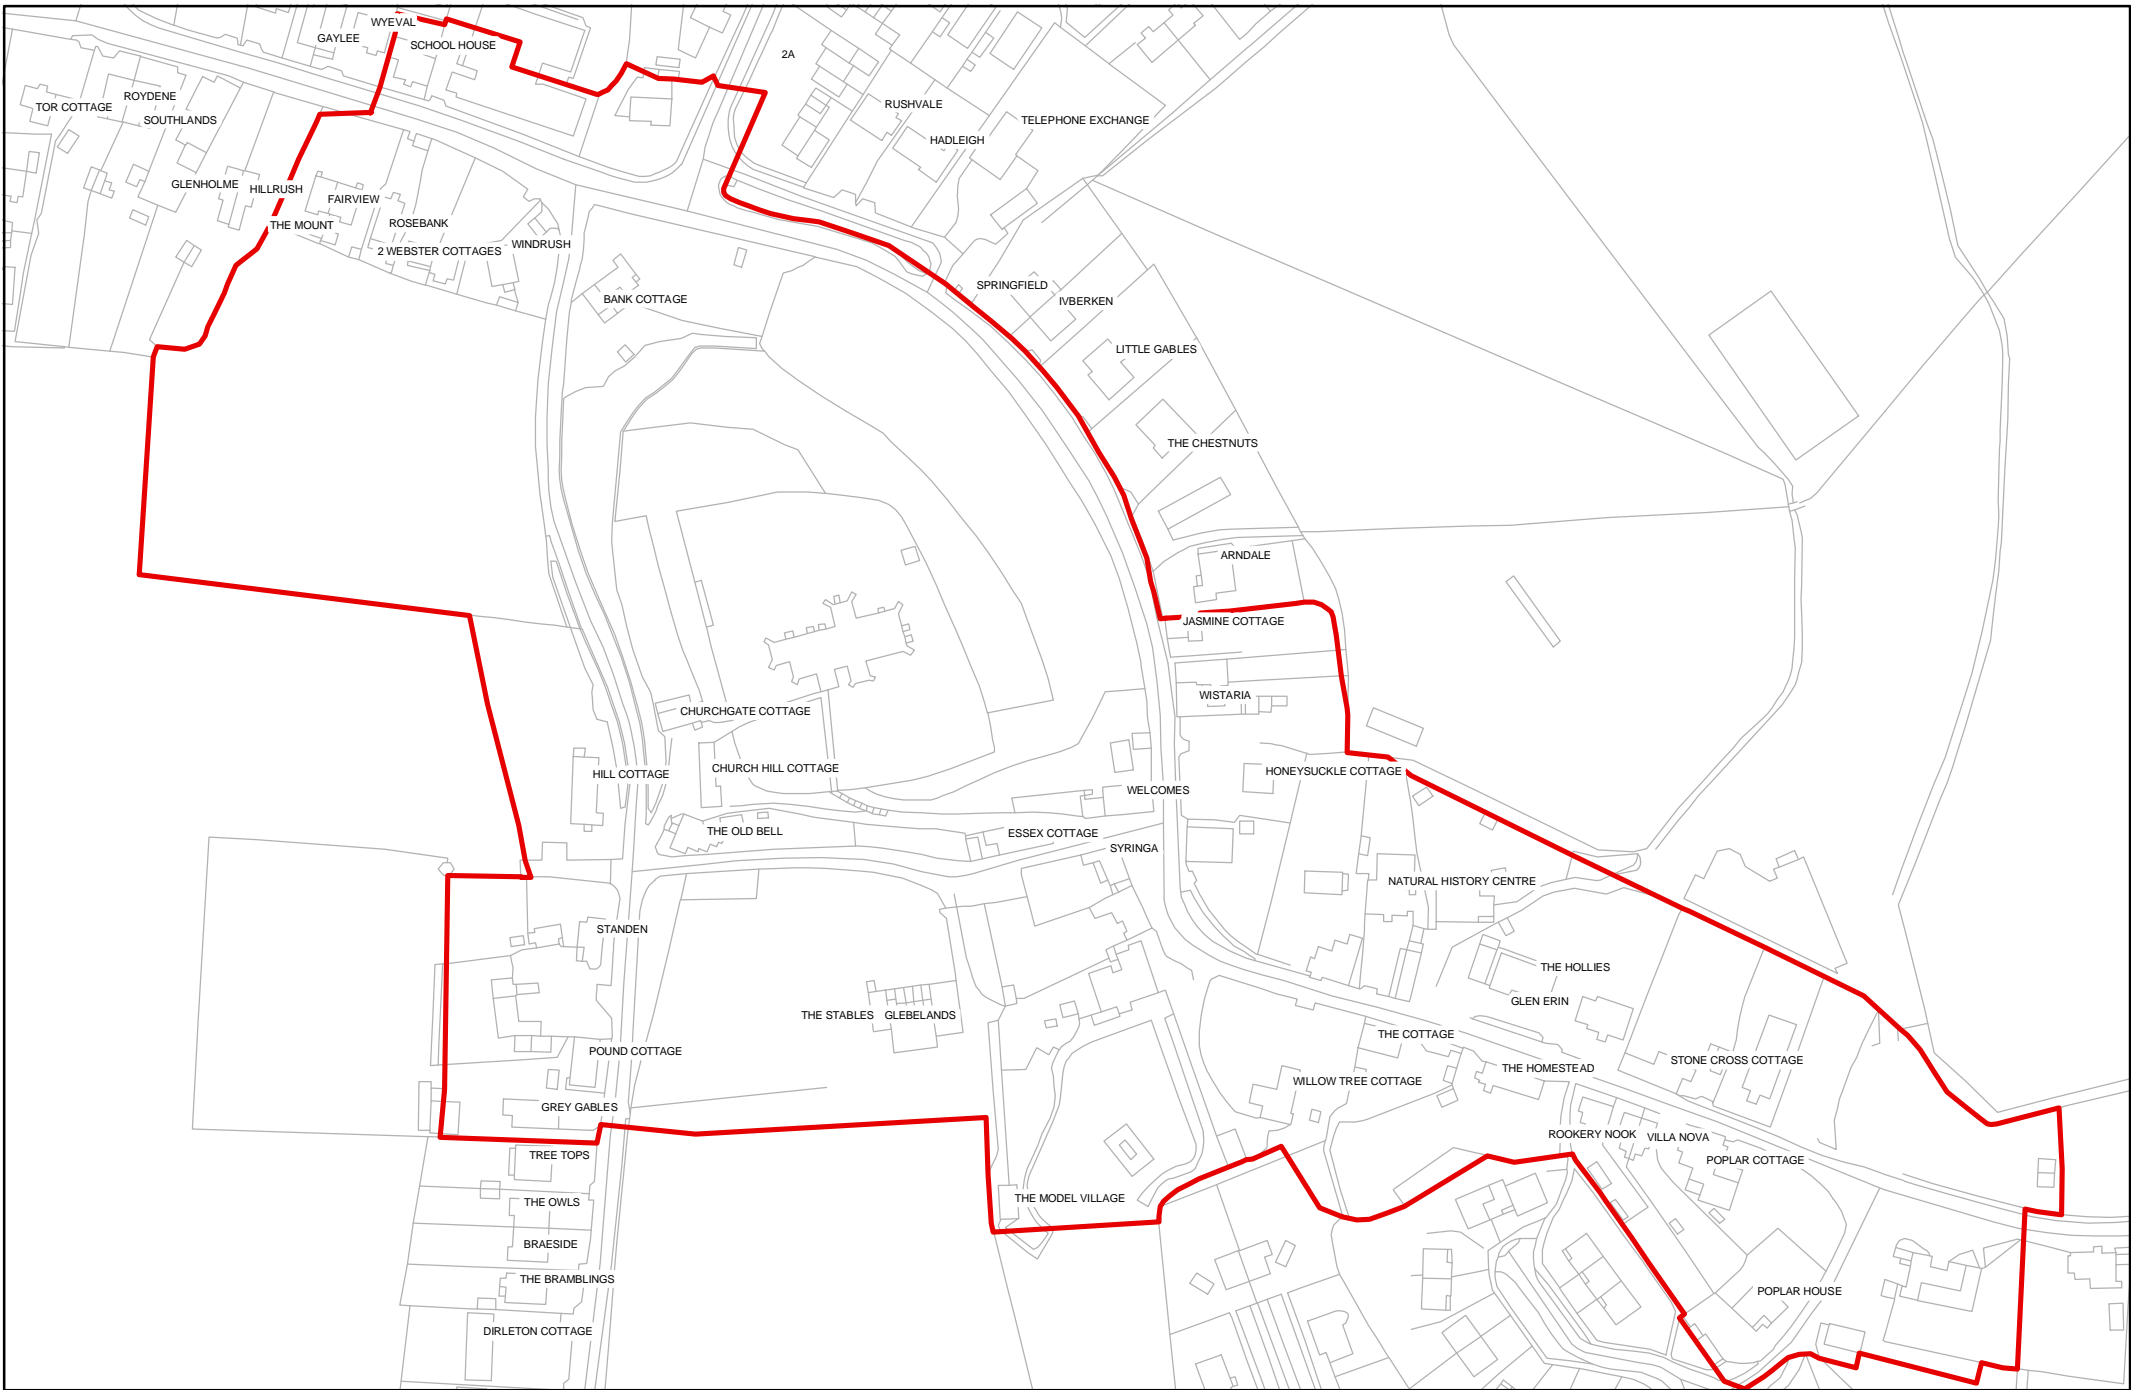 WYEVAL
GAYLEE
SCHOOL HOUSE
2A
TOR COTTAGE
ROYDENE
SOUTHLANDS
RUSHVALE
TELEPHONE EXCHANGE
HADLEIGH
GLENHOLME
HILLRUSH
FAIRVIEW
THE MOUNT
ROSEBANK
2 WEBSTER COTTAGES
WINDRUSH
BANK COTTAGE
SPRINGFIELD
IVBERKEN
LITTLE GABLES
THE CHESTNUTS
ARNDALE
JASMINE COTTAGE
WISTARIA
CHURCHGATE COTTAGE
HILL COTTAGE
CHURCH HILL COTTAGE
HONEYSUCKLE COTTAGE
WELCOMES
THE OLD BELL
ESSEX COTTAGE
SYRINGA
NATURAL HISTORY CENTRE
STANDEN
THE HOLLIES
GLEN ERIN
THE STABLES
GLEBELANDS
THE COTTAGE
POUND COTTAGE
STONE CROSS COTTAGE
THE HOMESTEAD
WILLOW TREE COTTAGE
GREY GABLES
ROOKERY NOOK
VILLA NOVA
TREE TOPS
POPLAR COTTAGE
THE MODEL VILLAGE
THE OWLS
BRAESIDE
THE BRAMBLINGS
POPLAR HOUSE
DIRLETON COTTAGE